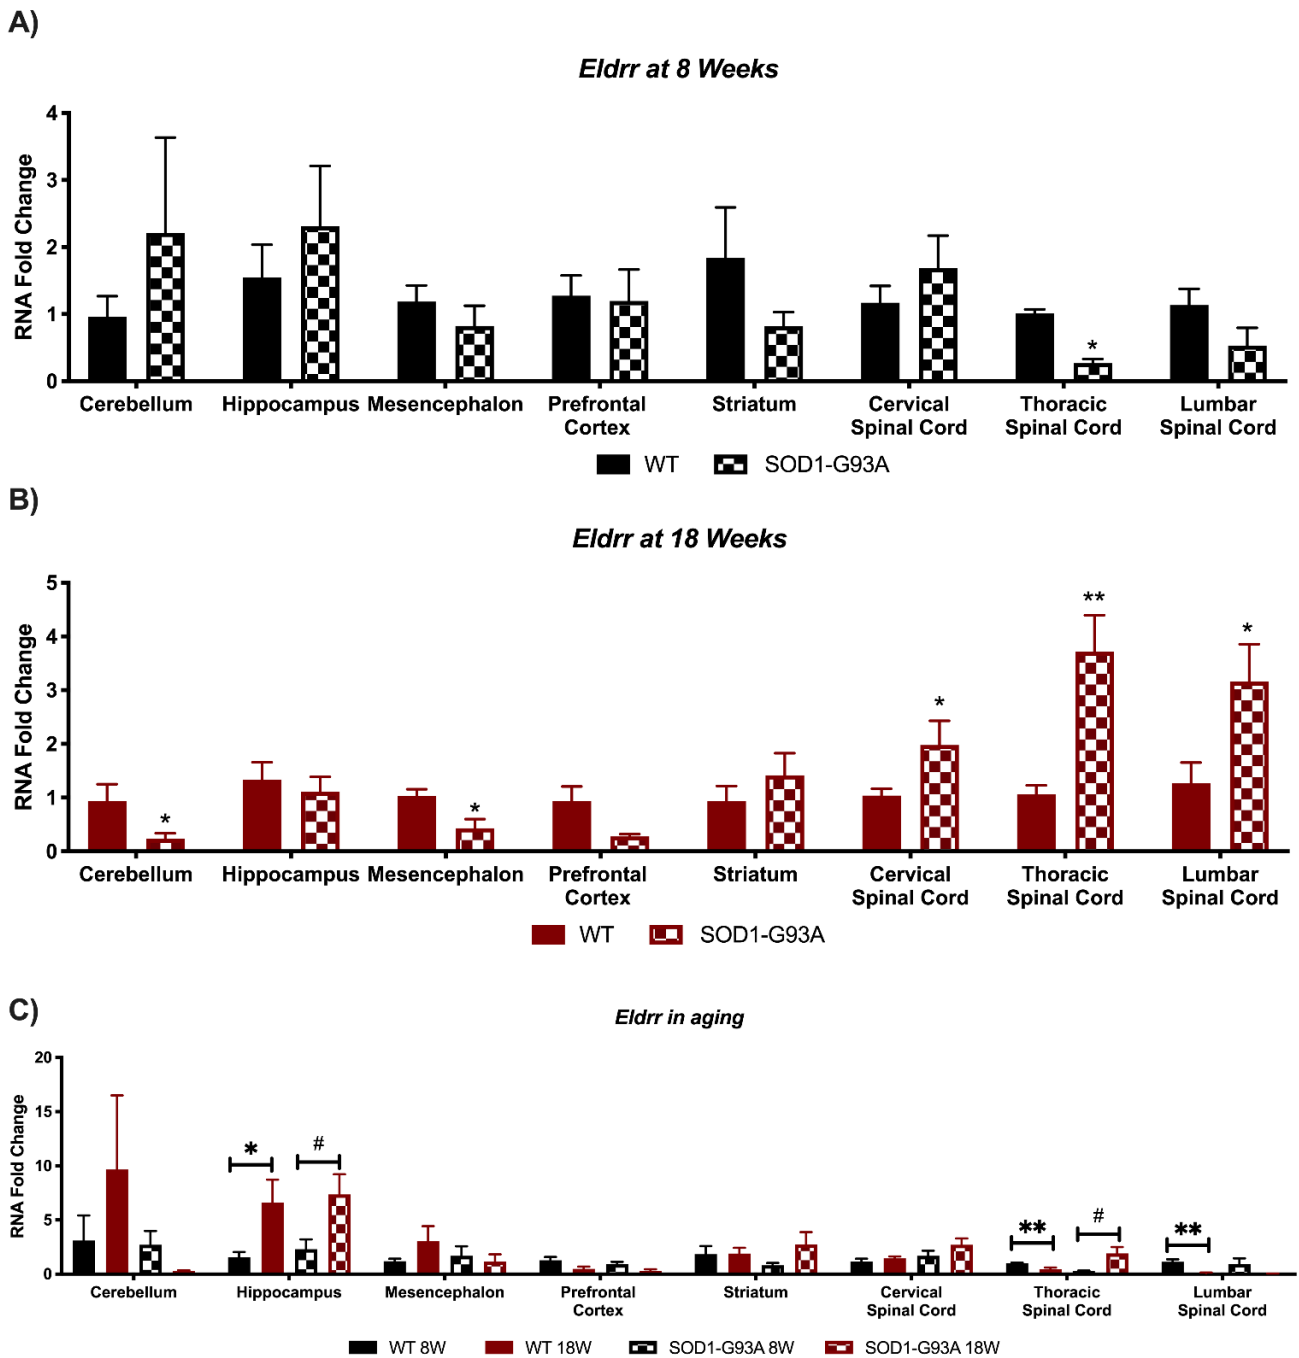 A)
Eldrr at 8 Weeks
RNA Fold Change
4
3
2
1
0
Cerebellum Hippocampus Mesencephalon Prefrontal Cortex Striatum Cervical Spinal Cord Thoracic Spinal Cord Lumbar Spinal Cord
*
WT SOD1-G93A
B)
Eldrr at 18 Weeks
RNA Fold Change
5
4
3
2
1
0
* * * ** *
Cerebellum Hippocampus Mesencephalon Prefrontal Cortex Striatum Cervical Spinal Cord Thoracic Spinal Cord Lumbar Spinal Cord
WT SOD1-G93A
C)
Eldrr in aging
RNA Fold Change
20
15
10
5
0
* # ** # **
Cerebellum Hippocampus Mesencephalon Prefrontal Cortex Striatum Cervical Spinal Cord Thoracic Spinal Cord Lumbar Spinal Cord
WT 8W WT 18W SOD1-G93A 8W SOD1-G93A 18W